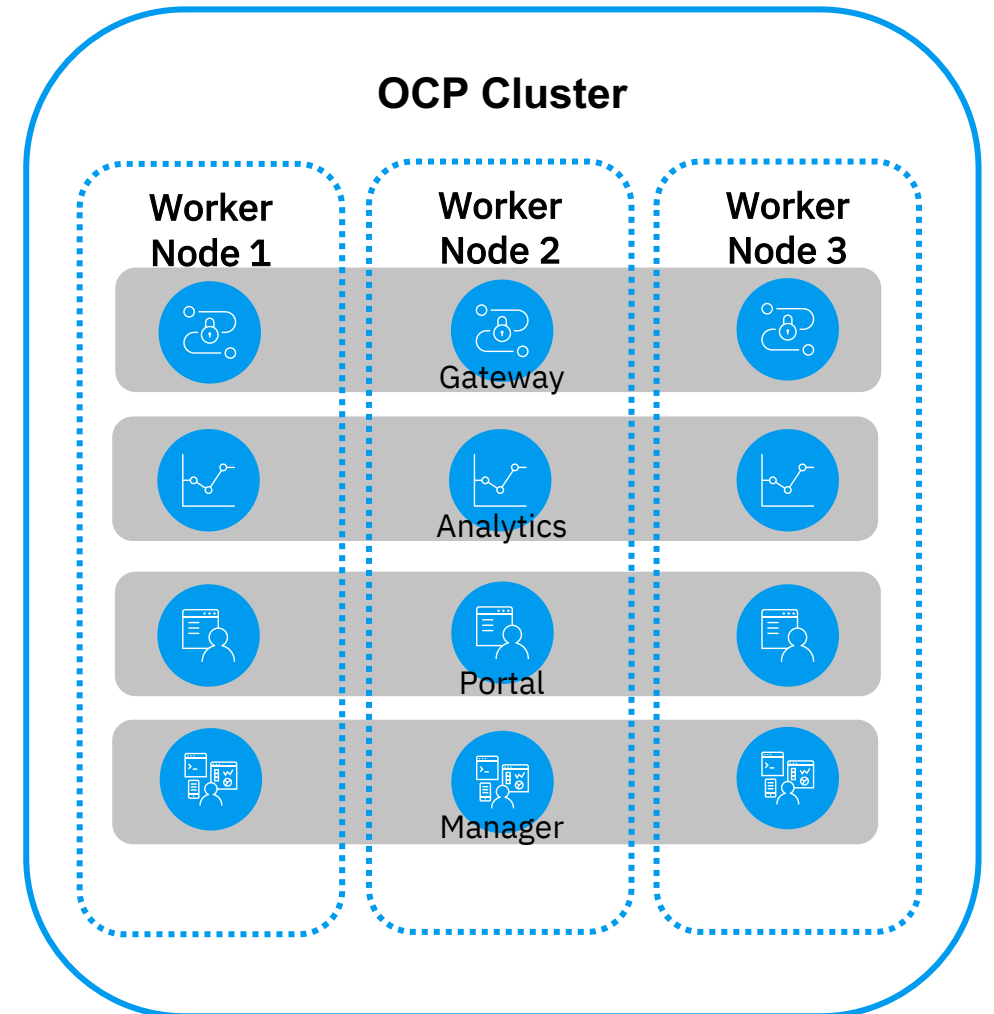 OCP Cluster
Worker
Node 1
Worker
Node 2
Worker
Node 3
Gateway
Analytics
Portal
Manager